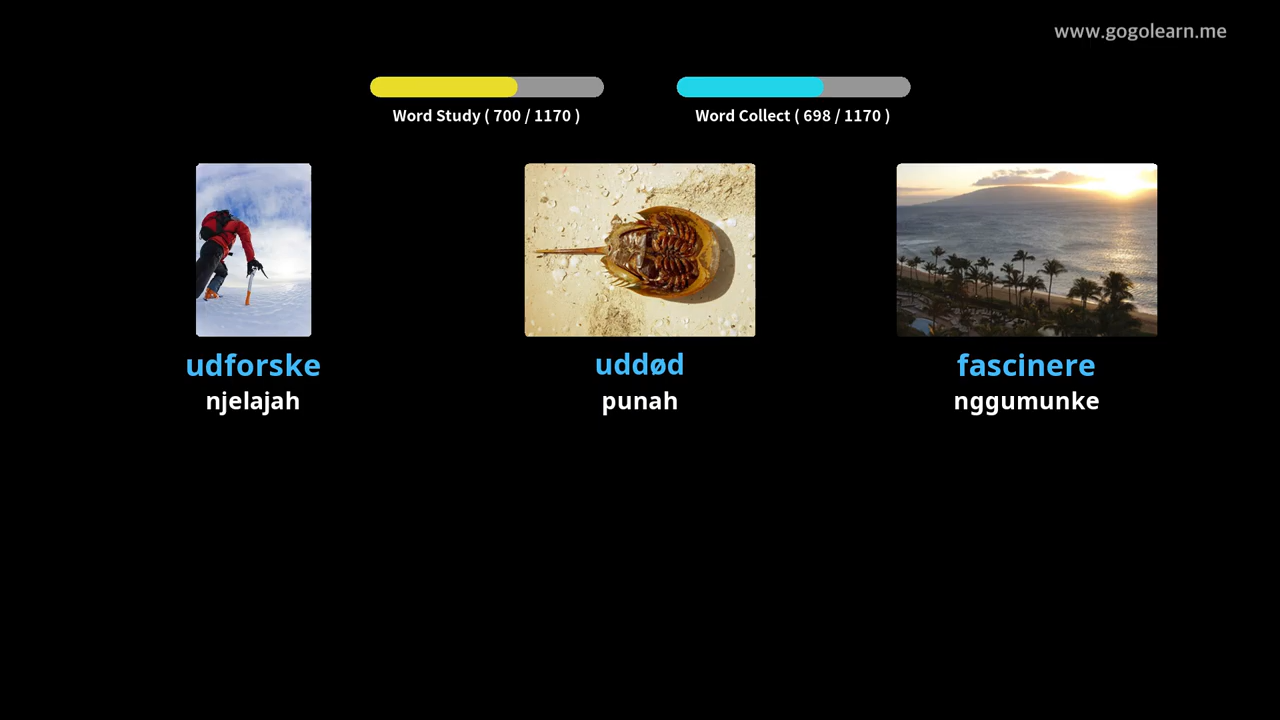 www.gogolearn.me
Word Study ( 700 / 1170 )
Word Collect ( 698 / 1170 )
udforske
njelajah
uddød
punah
fascinere
nggumunke